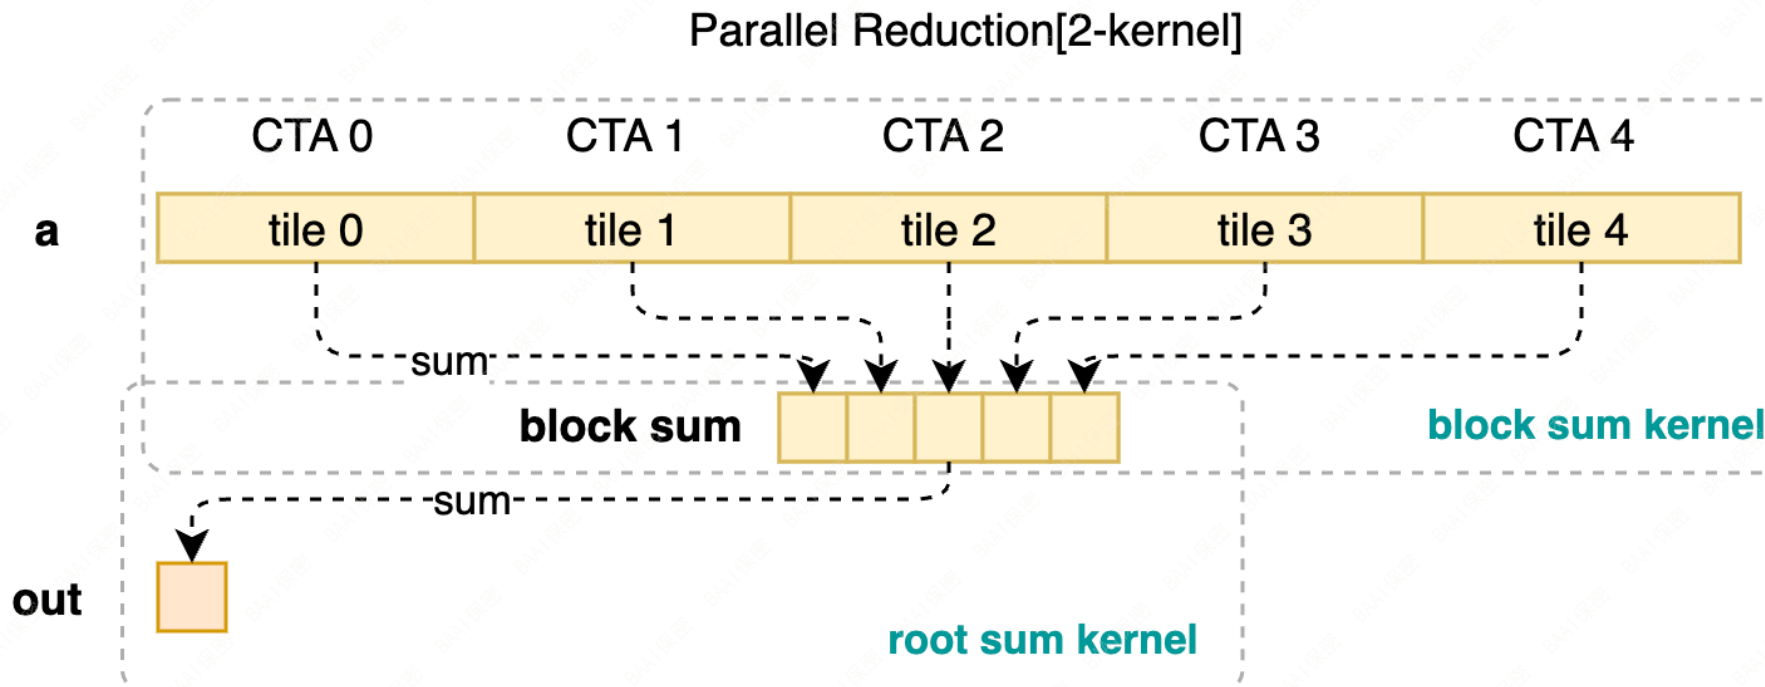 Parallel Reduction[2-kernel]
CTA 0 CTA 1 CTA 2 CTA 3 CTA 4
a tile 0 tile 1 tile 2 tile 3 tile 4
sum
block sum block sum kernel
sum
out
root sum kernel